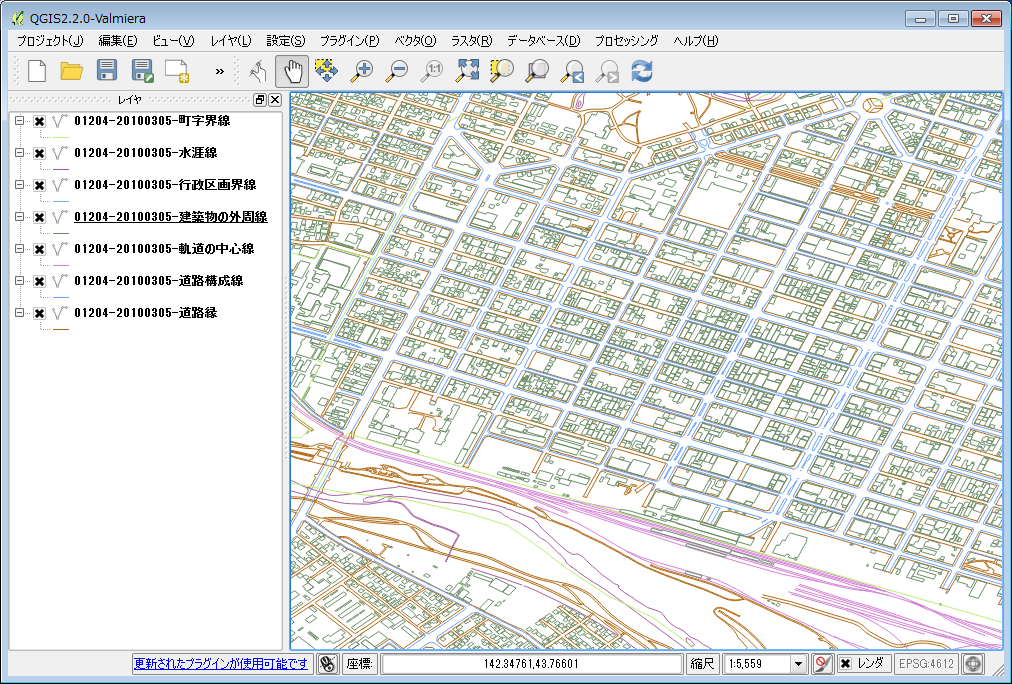 QGIS2.2.0-Valmiera
プロジェクト(J) 編集(E) ビュー(V) レイヤ(L) 設定(S) プラグイン(P) ベクタ(O) ラスタ(R) データベース(D) プロセッシング ヘルプ(H)
»
1:1
レイヤ
01204-20100305-町字界線
01204-20100305-水涯線
01204-20100305-行政区画界線
01204-20100305-建築物の外周線
01204-20100305-軌道の中心線
01204-20100305-道路構成線
01204-20100305-道路縁
更新されたプラグインが使用可能です 座標: 142.34761,43.76601 縮尺 1:5,559 レンダ EPSG:4612